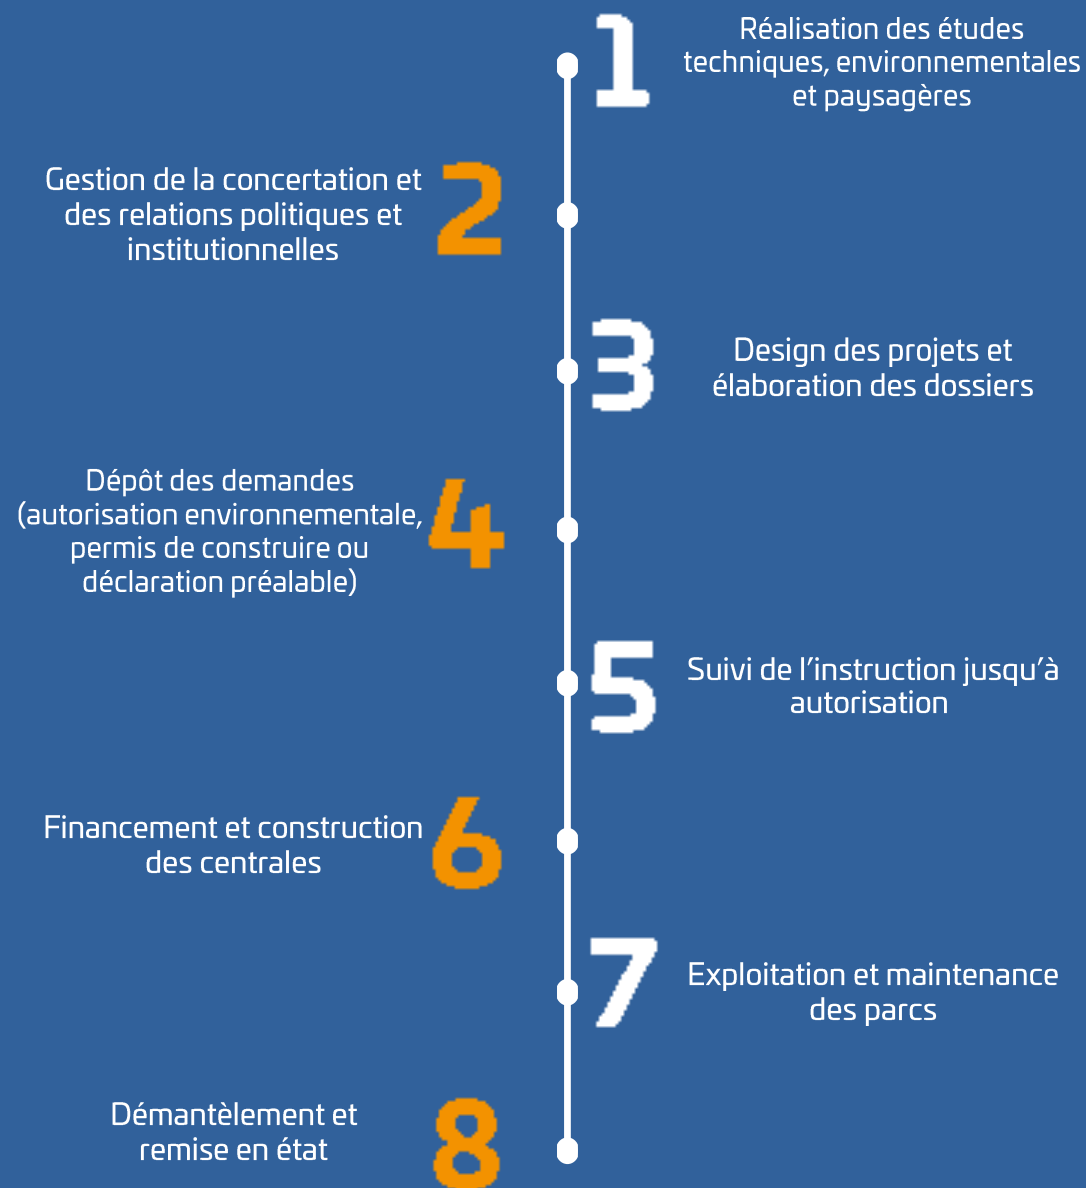 1
Réalisation des études
techniques, environnementales
et paysagères
2
Gestion de la concertation et
des relations politiques et
institutionnelles
3
Design des projets et
élaboration des dossiers
4
Dépôt des demandes
(autorisation environnementale,
permis de construire ou
déclaration préalable)
5
Suivi de l'instruction jusqu'à
autorisation
6
Financement et construction
des centrales
7
Exploitation et maintenance
des parcs
8
Démantèlement et
remise en état